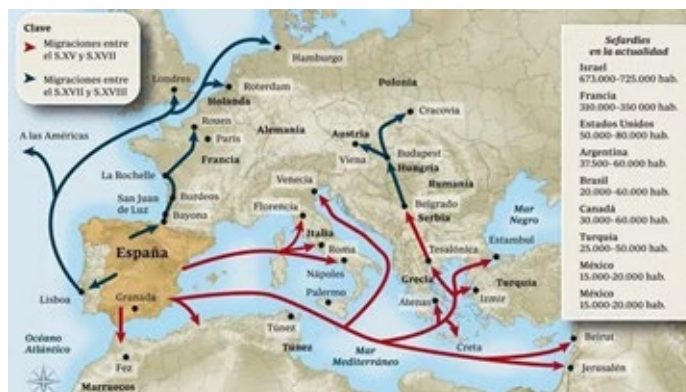 Clave
Migraciones entre
el S.XV y S.XVII
Migraciones entre
el S.XVII y S.XVIII
A las Américas
Londres
Hamburgo
Roterdam
Holanda
Rouen
París
Francia
Alemania
Polonia
Cracovia
Austria
Viena
Budapest
Hungría
Rumanía
La Rochelle
San Juan
de Luz
Burdeos
Bayona
Venecia
Florencia
Belgrado
Serbia
Mar
Negro
España
Italia
Roma
Nápoles
Tesalónica
Estambul
Lisboa
Granada
Palermo
Grecia
Atenas
Turquía
Izmir
Océano
Atlántico
Fez
Marruecos
Túnez
Túnez
Mar
Mediterráneo
Creta
Beirut
Jerusalén
Sefardíes
en la actualidad
Israel
673.000-725.000 hab.
Francia
310.000-350 000 hab.
Estados Unidos
50.000-80.000 hab.
Argentina
37.500-60.000 hab.
Brasil
20.000-60.000 hab.
Canadá
30.000-60.000 hab.
Turquía
25.000-50.000 hab.
México
15.000-20.000 hab.
México
15.000-20.000 hab.